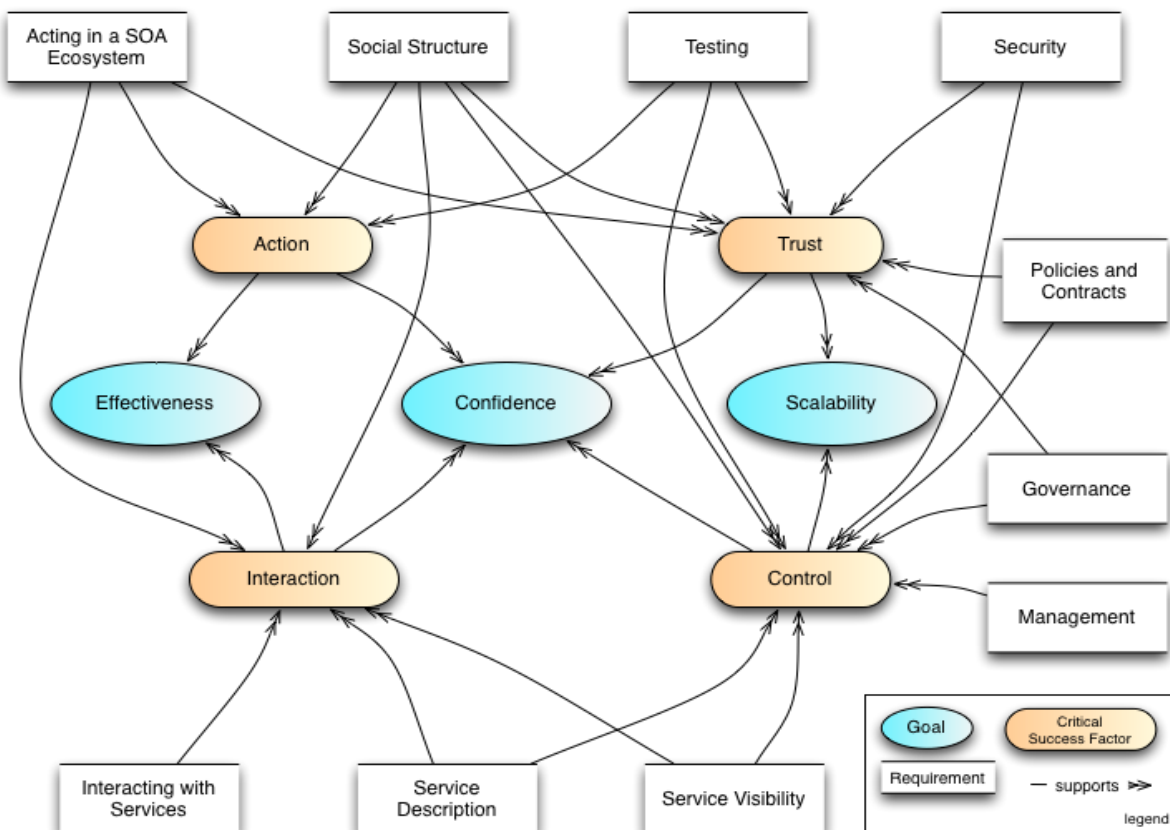 Acting in a SOA
Ecosystem
Social Structure
Testing
Security
Action
Trust
Policies and
Contracts
Effectiveness
Confidence
Scalability
Governance
Interaction
Control
Management
Goal
Critical
Success Factor
Requirement
supports
legend
Interacting with
Services
Service
Description
Service Visibility